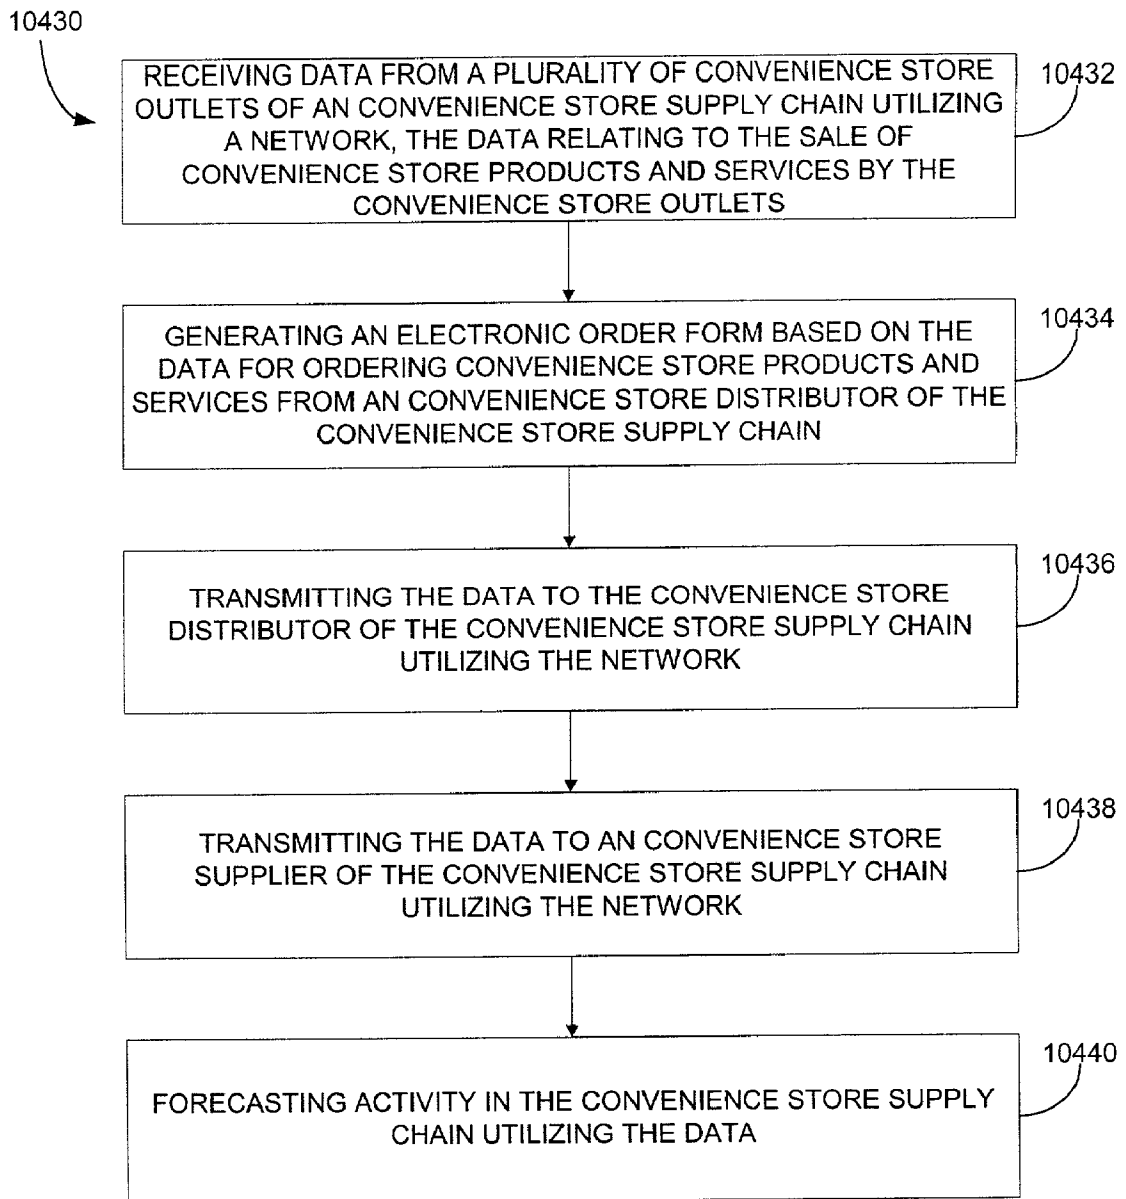 10430
RECEIVING DATA FROM A PLURALITY OF CONVENIENCE STORE
OUTLETS OF AN CONVENIENCE STORE SUPPLY CHAIN UTILIZING
A NETWORK, THE DATA RELATING TO THE SALE OF
CONVENIENCE STORE PRODUCTS AND SERVICES BY THE
CONVENIENCE STORE OUTLETS
10432
GENERATING AN ELECTRONIC ORDER FORM BASED ON THE
DATA FOR ORDERING CONVENIENCE STORE PRODUCTS AND
SERVICES FROM AN CONVENIENCE STORE DISTRIBUTOR OF THE
CONVENIENCE STORE SUPPLY CHAIN
10434
TRANSMITTING THE DATA TO THE CONVENIENCE STORE
DISTRIBUTOR OF THE CONVENIENCE STORE SUPPLY CHAIN
UTILIZING THE NETWORK
10436
TRANSMITTING THE DATA TO AN CONVENIENCE STORE
SUPPLIER OF THE CONVENIENCE STORE SUPPLY CHAIN
UTILIZING THE NETWORK
10438
FORECASTING ACTIVITY IN THE CONVENIENCE STORE SUPPLY
CHAIN UTILIZING THE DATA
10440